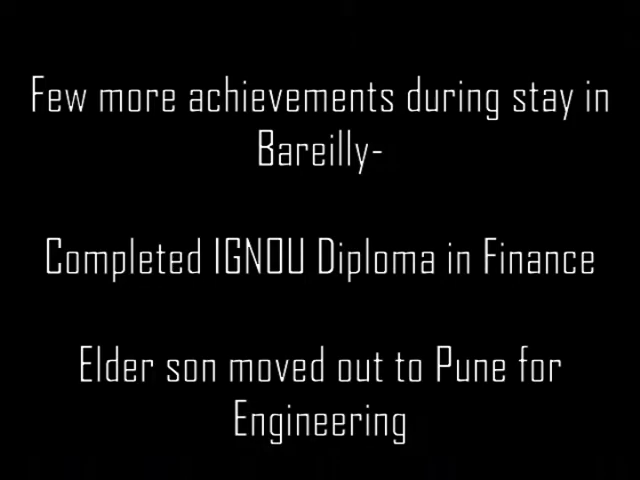 Few more achievements during stay in
Bareilly-
Completed IGNOU Diploma in Finance
Elder son moved out to Pune for
Engineering